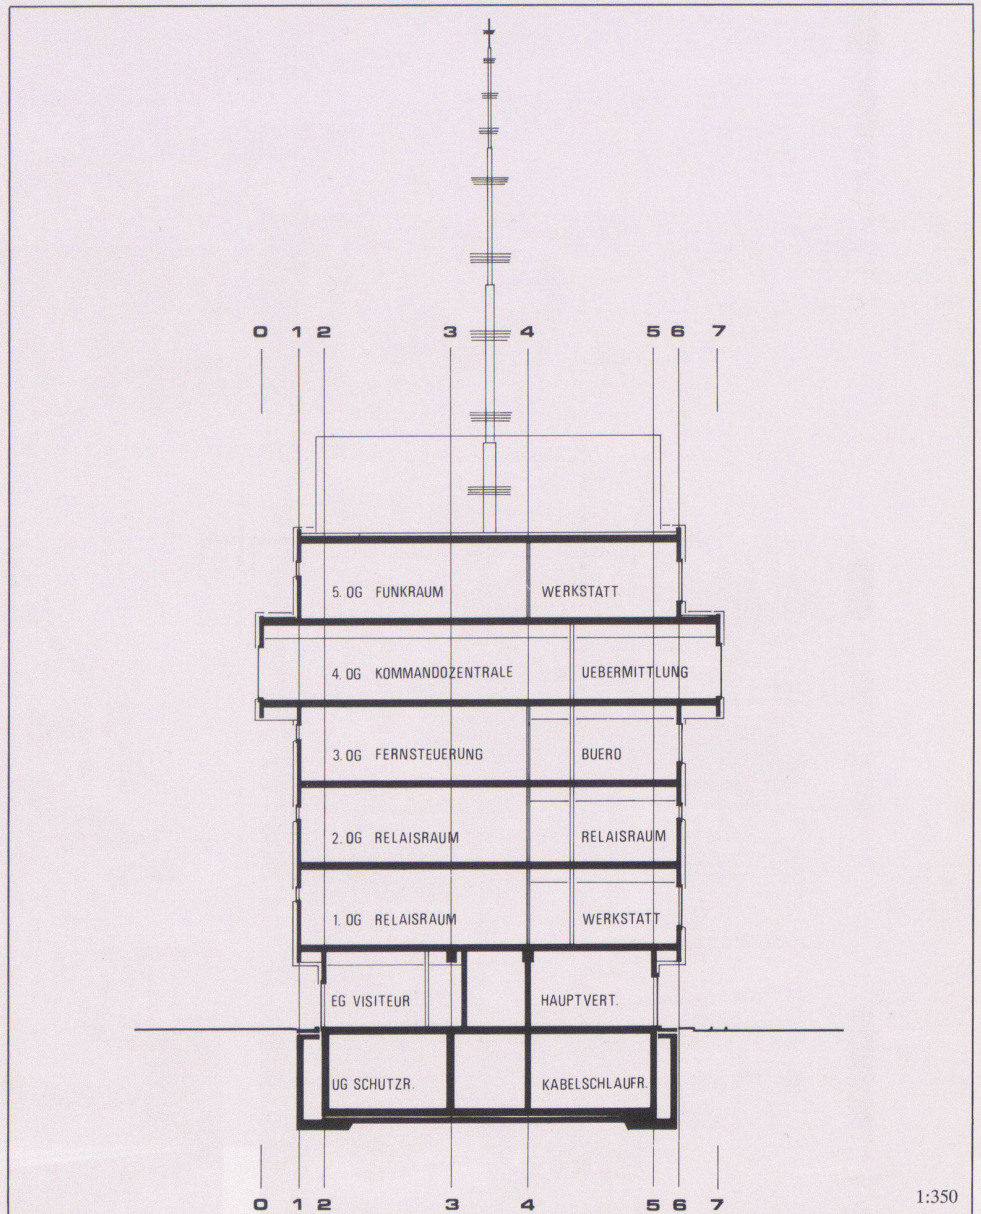 0 1 2 3 4 5 6 7
5. OG FUNKRAUM WERKSTATT
4. OG KOMMANDOZENTRALE UEBERMITTLUNG
3. OG FERNSTEUERUNG BUERO
2. OG RELAISRAUM RELAISRAUM
1. OG RELAISRAUM WERKSTATT
EG VISITEUR HAUPTVERT.
UG SCHUTZR. KABELSCHLAUFR.
0 1 2 3 4 5 6 7
1:350